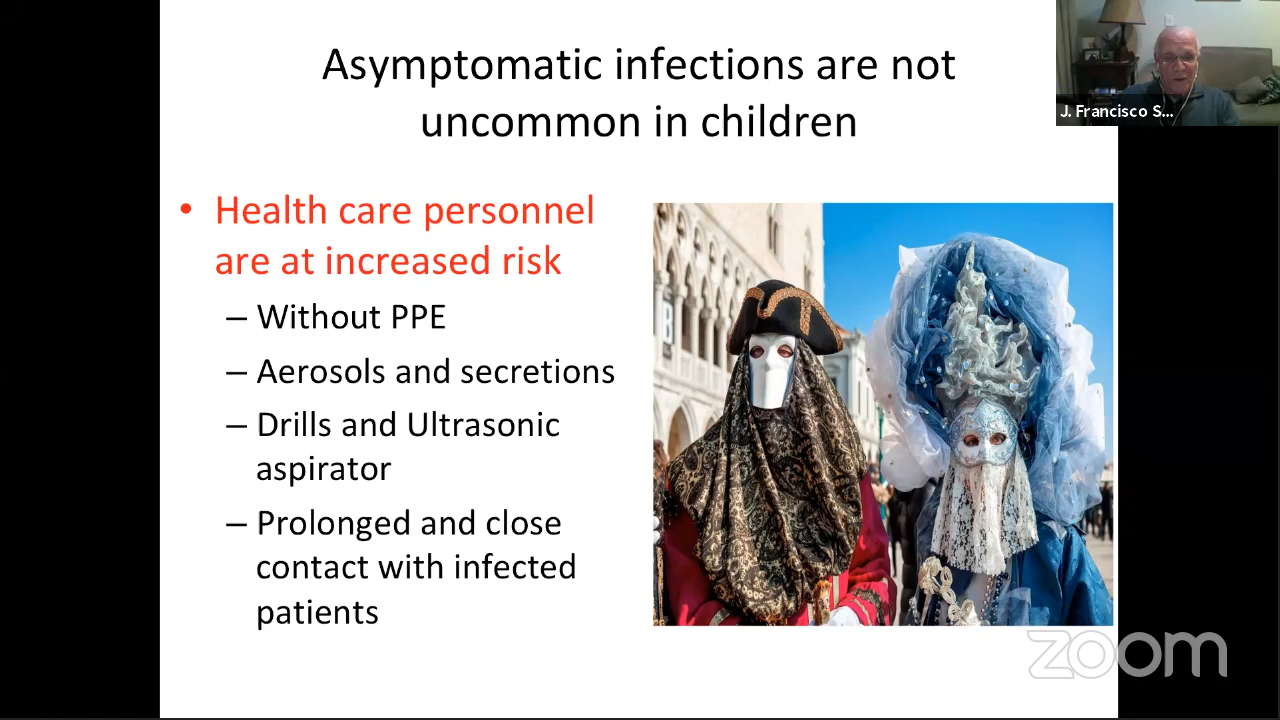 Asymptomatic infections are not
uncommon in children
J. Francisco S...
• Health care personnel
are at increased risk
– Without PPE
– Aerosols and secretions
– Drills and Ultrasonic
aspirator
– Prolonged and close
contact with infected
patients
zoom